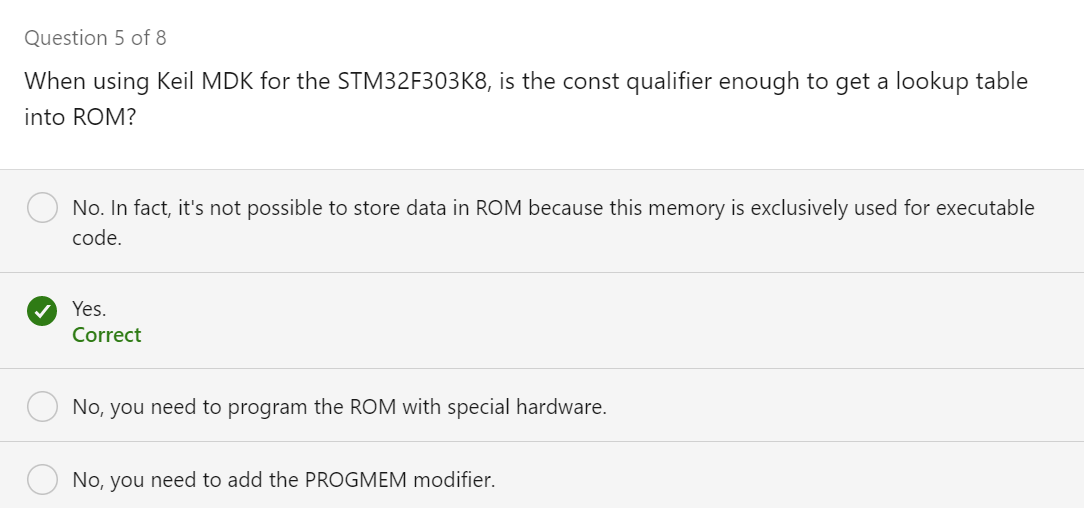 Question 5 of 8
When using Keil MDK for the STM32F303K8, is the const qualifier enough to get a lookup table
into ROM?
No. In fact, it's not possible to store data in ROM because this memory is exclusively used for executable
code.
Yes.
Correct
No, you need to program the ROM with special hardware.
No, you need to add the PROGMEM modifier.